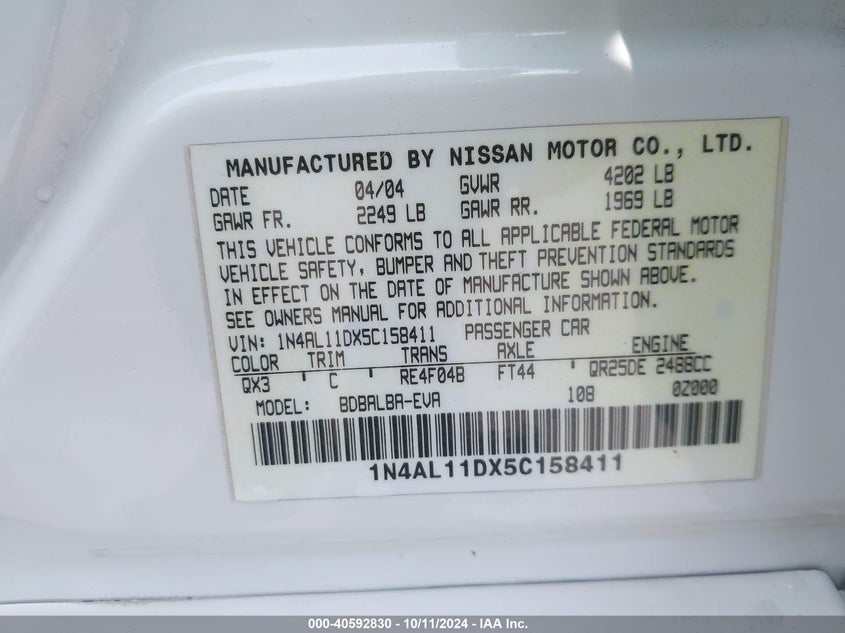 MANUFACTURED BY NISSAN MOTOR CO., LTD.
DATE 04/04 GVWR 4202 LB
GAWR FR. 2249 LB GAWR RR. 1969 LB
THIS VEHICLE CONFORMS TO ALL APPLICABLE FEDERAL MOTOR
VEHICLE SAFETY, BUMPER AND THEFT PREVENTION STANDARDS
IN EFFECT ON THE DATE OF MANUFACTURE SHOWN ABOVE.
SEE OWNERS MANUAL FOR ADDITIONAL INFORMATION.
VIN: 1N4AL11DX5C158411 PASSENGER CAR
COLOR TRIM TRANS AXLE ENGINE
QX3 ' C ' RE4F04B FT44 QR25DE 2488CC
MODEL: BDBALBA-EVA 108 0Z000
1N4AL11DX5C158411
000-40592830 - 10/11/2024 - IAA Inc.